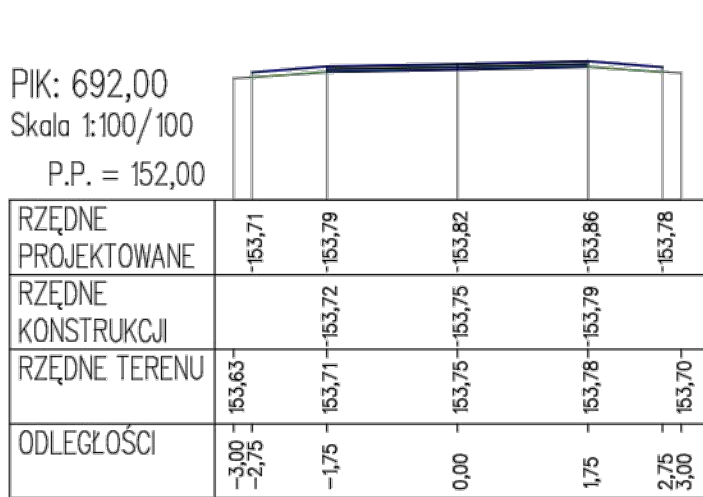 PIK: 692,00
Skala 1:100/100
P.P. = 152,00
RZĘDNE
PROJEKTOWANE
153,71
153,79
153,82
153,86
153,78
RZĘDNE
KONSTRUKCJI
153,72
153,75
153,79
RZĘDNE TERENU
153,63
153,71
153,75
153,78
153,70
ODLEGŁOŚCI
-3,00
-2,75
-1,75
0,00
1,75
2,75
3,00